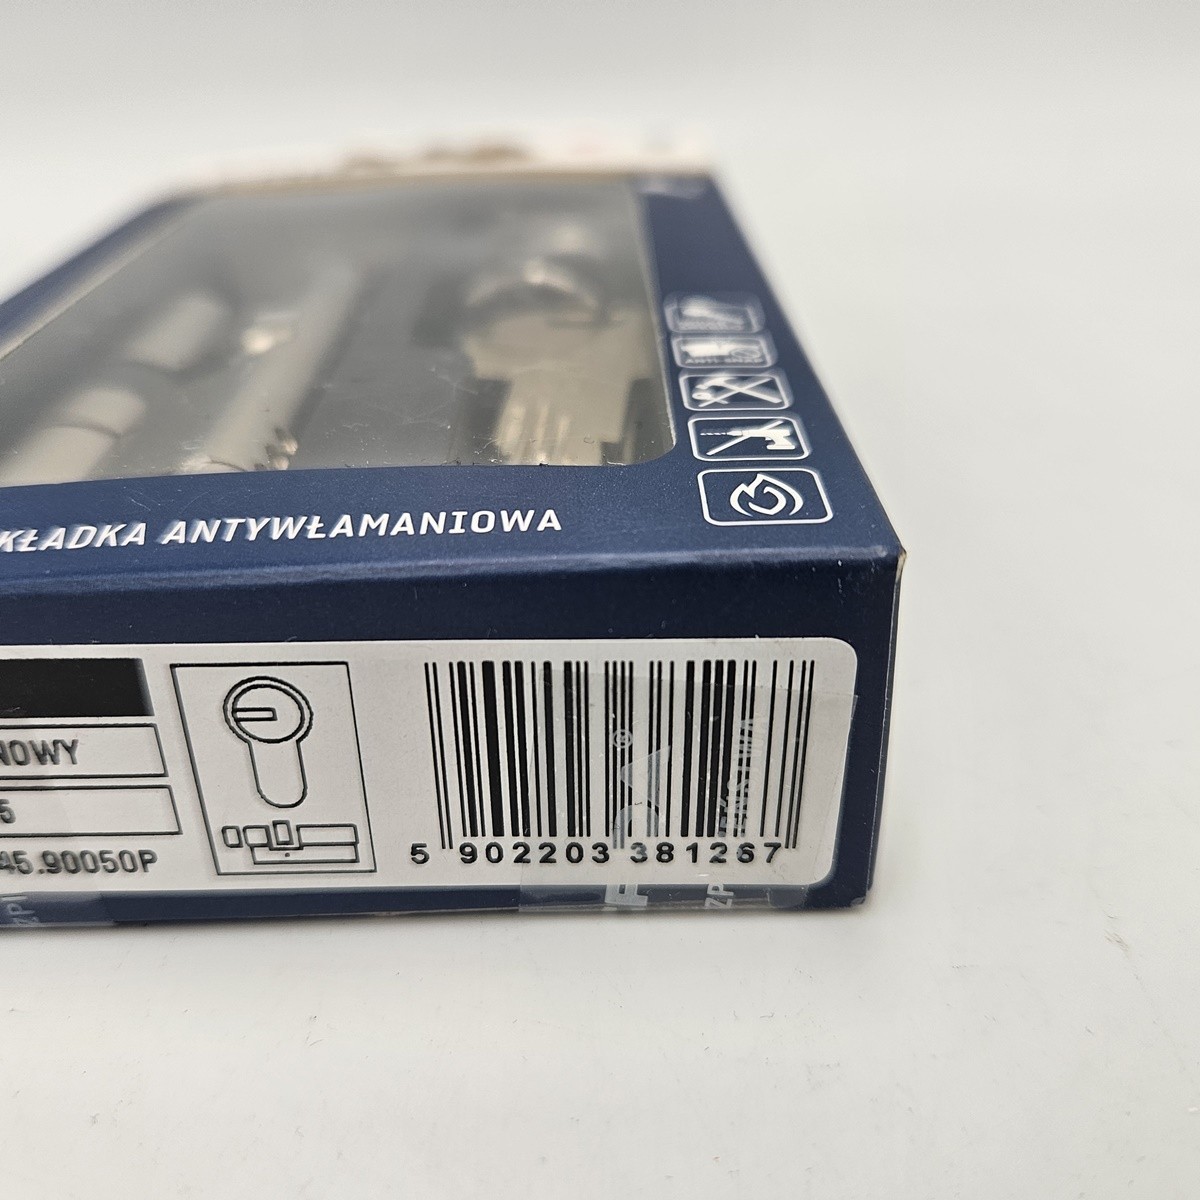 KŁADKA ANTYWŁAMANIOWA
NOWY
5
45.90050P
5 902203 381267